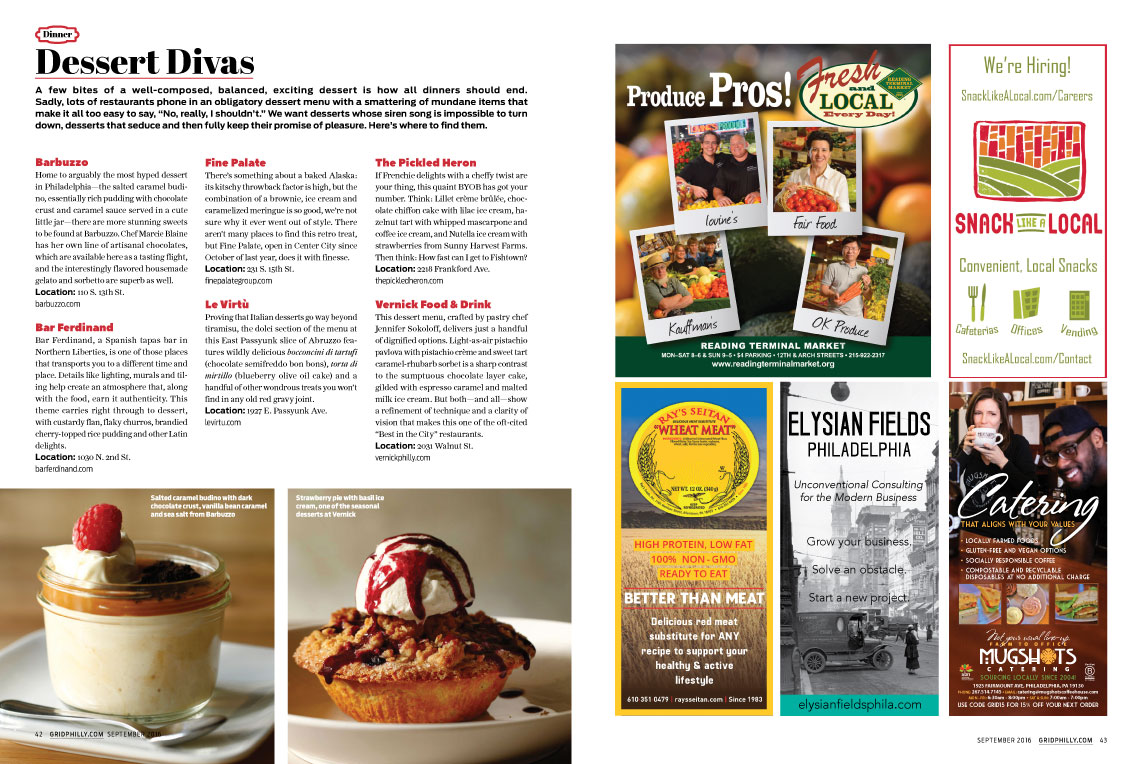 Dinner
Dessert Divas
A few bites of a well-composed, balanced, exciting dessert is how all dinners should end.
Sadly, lots of restaurants phone in an obligatory dessert menu with a smattering of mundane items that
make it all too easy to say, “No, really, I shouldn’t.” We want desserts whose siren song is impossible to turn
down, desserts that seduce and then fully keep their promise of pleasure. Here’s where to find them.
Barbuzzo
Home to arguably the most hyped dessert
in Philadelphia—the salted caramel budi-
no, essentially rich pudding with chocolate
crust and caramel sauce served in a cute
little jar—there are more stunning sweets
to be found at Barbuzzo. Chef Marcie Blaine
has her own line of artisanal chocolates,
which are available here as a tasting flight,
and the interestingly flavored housemade
gelato and sorbetto are superb as well.
Location: 110 S. 13th St.
barbuzzo.com
Bar Ferdinand
Bar Ferdinand, a Spanish tapas bar in
Northern Liberties, is one of those places
that transports you to a different time and
place. Details like lighting, murals and til-
ing help create an atmosphere that, along
with the food, earn it authenticity. This
theme carries right through to dessert,
with custardy flan, flaky churros, brandied
cherry-topped rice pudding and other Latin
delights.
Location: 1030 N. 2nd St.
barferdinand.com
Fine Palate
There’s something about a baked Alaska:
its kitschy throwback factor is high, but the
combination of a brownie, ice cream and
caramelized meringue is so good, we’re not
sure why it ever went out of style. There
aren’t many places to find this retro treat,
but Fine Palate, open in Center City since
October of last year, does it with finesse.
Location: 231 S. 15th St.
finepalategroup.com
Le Virtù
Proving that Italian desserts go way beyond
tiramisu, the dolci section of the menu at
this East Passyunk slice of Abruzzo fea-
tures wildly delicious bocconcini di tartufi
(chocolate semifreddo bon bons), torta di
mirtillo (blueberry olive oil cake) and a
handful of other wondrous treats you won’t
find in any old red gravy joint.
Location: 1927 E. Passyunk Ave.
levirtu.com
The Pickled Heron
If Frenchie delights with a cheffy twist are
your thing, this quaint BYOB has got your
number. Think: Lillet crème brûlée, choc-
olate chiffon cake with lilac ice cream, ha-
zelnut tart with whipped mascarpone and
coffee ice cream, and Nutella ice cream with
strawberries from Sunny Harvest Farms.
Then think: How fast can I get to Fishtown?
Location: 2218 Frankford Ave.
thepickledheron.com
Vernick Food & Drink
This dessert menu, crafted by pastry chef
Jennifer Sokoloff, delivers just a handful
of dignified options. Light-as-air pistachio
pavlova with pistachio crème and sweet tart
caramel-rhubarb sorbet is a sharp contrast
to the sumptuous chocolate layer cake,
gilded with espresso caramel and malted
milk ice cream. But both—and all—show
a refinement of technique and a clarity of
vision that makes this one of the oft-cited
“Best in the City” restaurants.
Location: 2031 Walnut St.
vernickphilly.com
Salted caramel budino with dark
chocolate crust, vanilla bean caramel
and sea salt from Barbuzzo
Strawberry pie with basil ice
cream, one of the seasonal
desserts at Vernick
42 GRIDPHILLY.COM SEPTEMBER 2016
Produce Pros!
Fresh
and
LOCAL
Every Day!
READING
TERMINAL
MARKET
Iovine's
Fair Food
Kauffman's
OK Produce
READING TERMINAL MARKET
MON–SAT 8–6 & SUN 9–5 • $4 PARKING • 12TH & ARCH STREETS • 215-922-2317
www.readingterminalmarket.org
We’re Hiring!
SnackLikeALocal.com/Careers
SNACK LIKE A LOCAL
Convenient, Local Snacks
Cafeterias Offices Vending
SnackLikeALocal.com/Contact
RAY'S SEITAN
"WHEAT MEAT"
NET WT. 12 OZ. (340g)
HIGH PROTEIN, LOW FAT
100% NON - GMO
READY TO EAT
BETTER THAN MEAT
Delicious red meat
substitute for ANY
recipe to support your
healthy & active
lifestyle
610-351-0479 | raysseitan.com | Since 1983
ELYSIAN FIELDS
PHILADELPHIA
Unconventional Consulting
for the Modern Business
Grow your business.
Solve an obstacle.
Start a new project.
elysianfieldsphila.com
Catering
THAT ALIGNS WITH YOUR VALUES
• LOCALLY FARMED FOODS
• GLUTEN-FREE AND VEGAN OPTIONS
• SOCIALLY RESPONSIBLE COFFEE
• COMPOSTABLE AND RECYCLABLE
DISPOSABLES AT NO ADDITIONAL CHARGE
Not your usual line-up.
FARM TO OFFICE
MUGSHOTS
CATERING
SOURCING LOCALLY SINCE 2004!
1925 FAIRMOUNT AVE. PHILADELPHIA, PA 19130
PHONE: 267.514.7145 • EMAIL: catering@mugshotscoffeehouse.com
USE CODE GRID15 FOR 15% OFF YOUR NEXT ORDER
SEPTEMBER 2016 GRIDPHILLY.COM 43